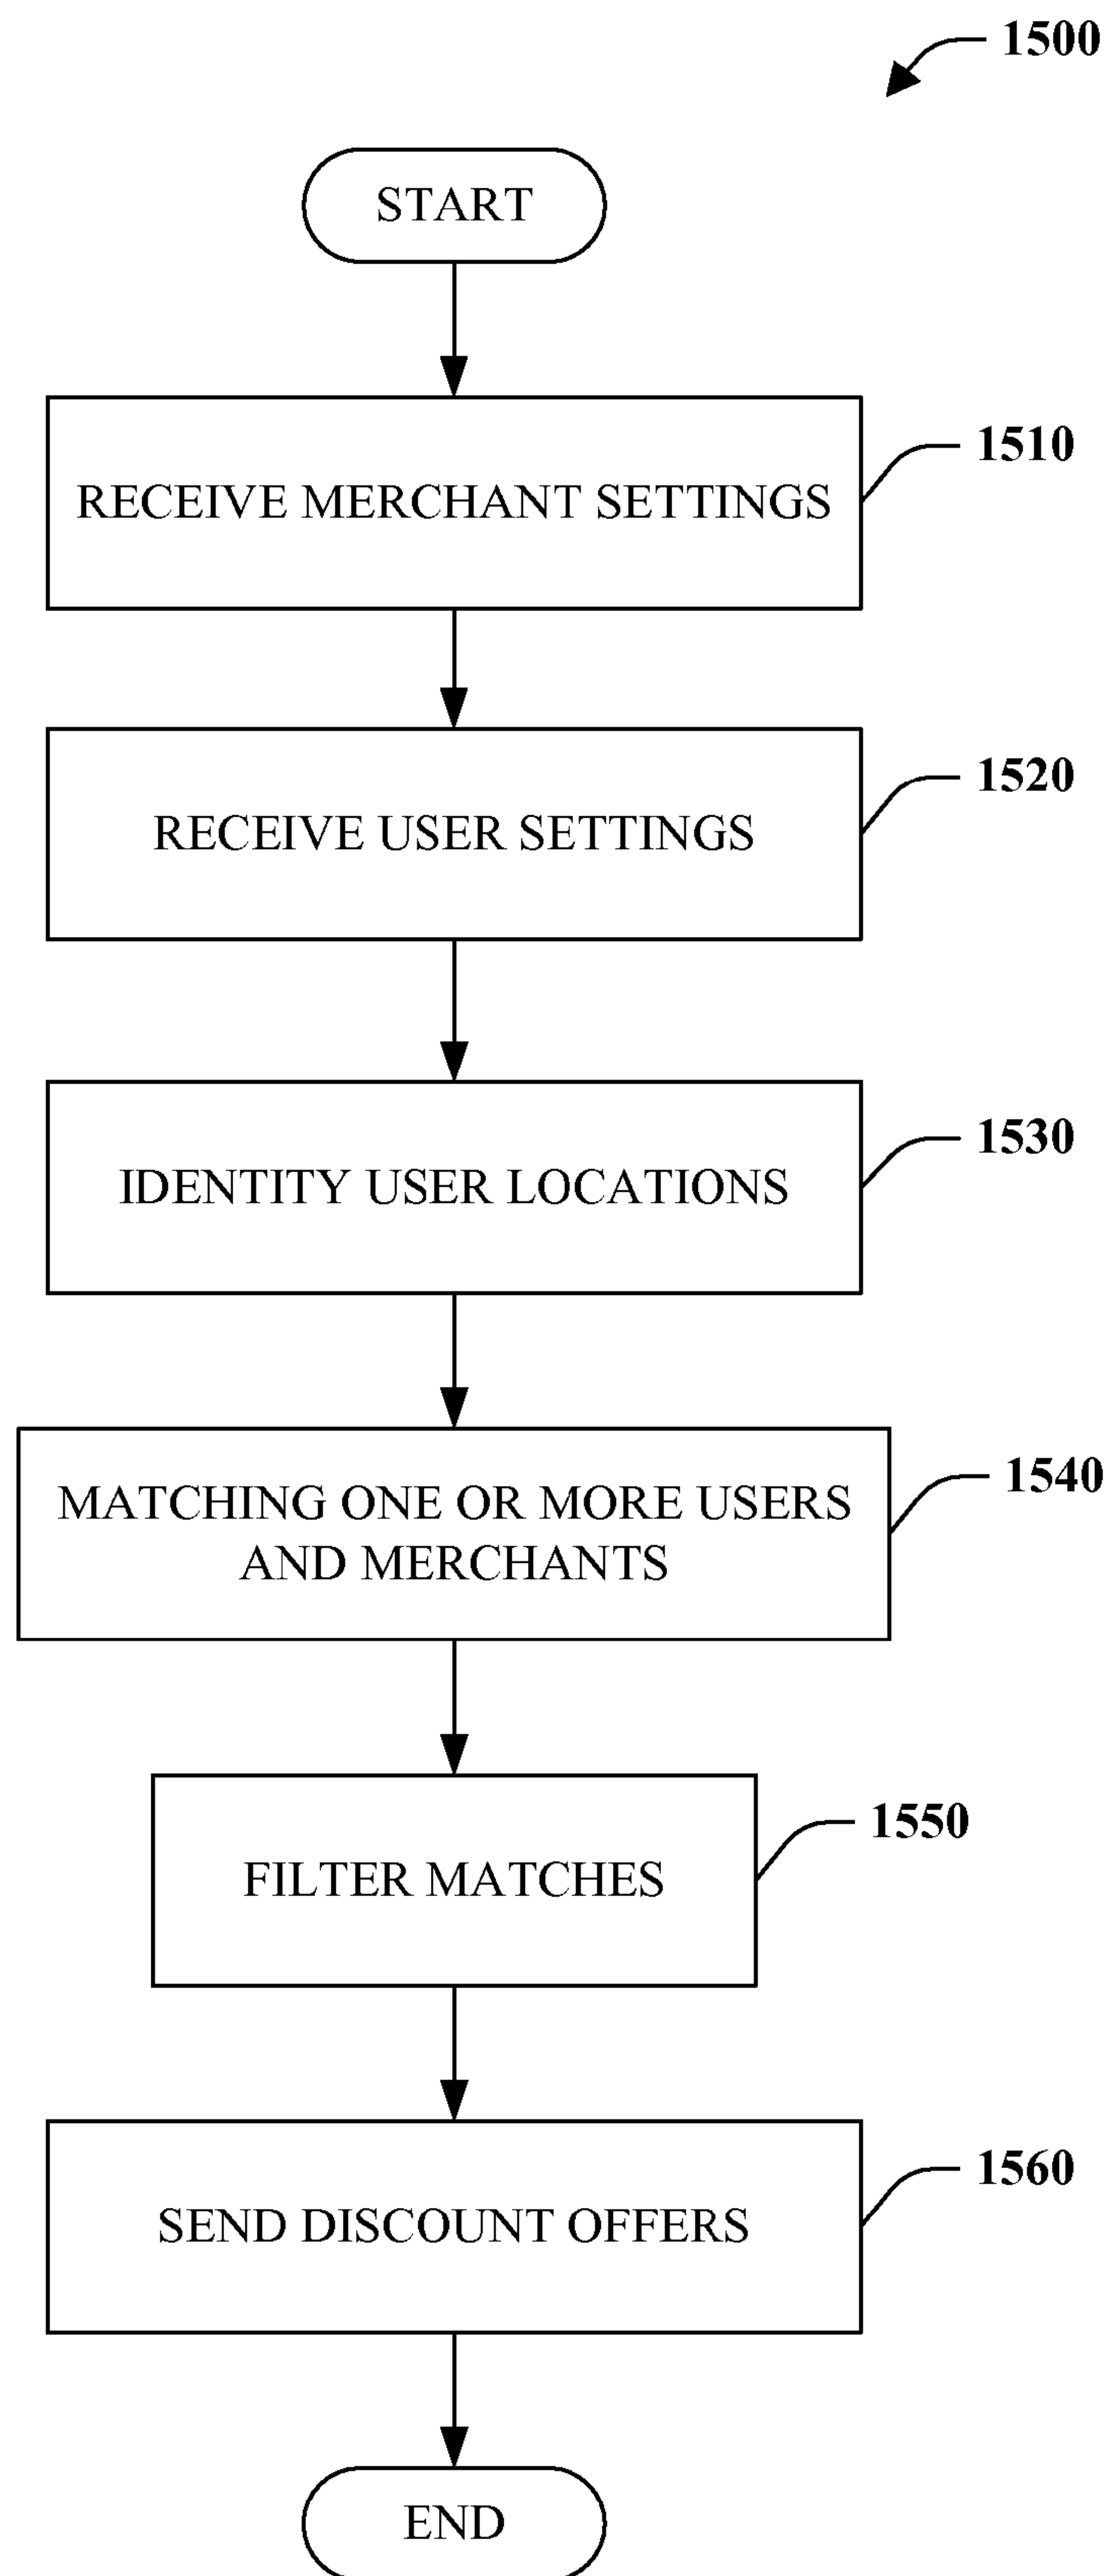 1500
START
1510
RECEIVE MERCHANT SETTINGS
1520
RECEIVE USER SETTINGS
1530
IDENTITY USER LOCATIONS
1540
MATCHING ONE OR MORE USERS
AND MERCHANTS
1550
FILTER MATCHES
1560
SEND DISCOUNT OFFERS
END